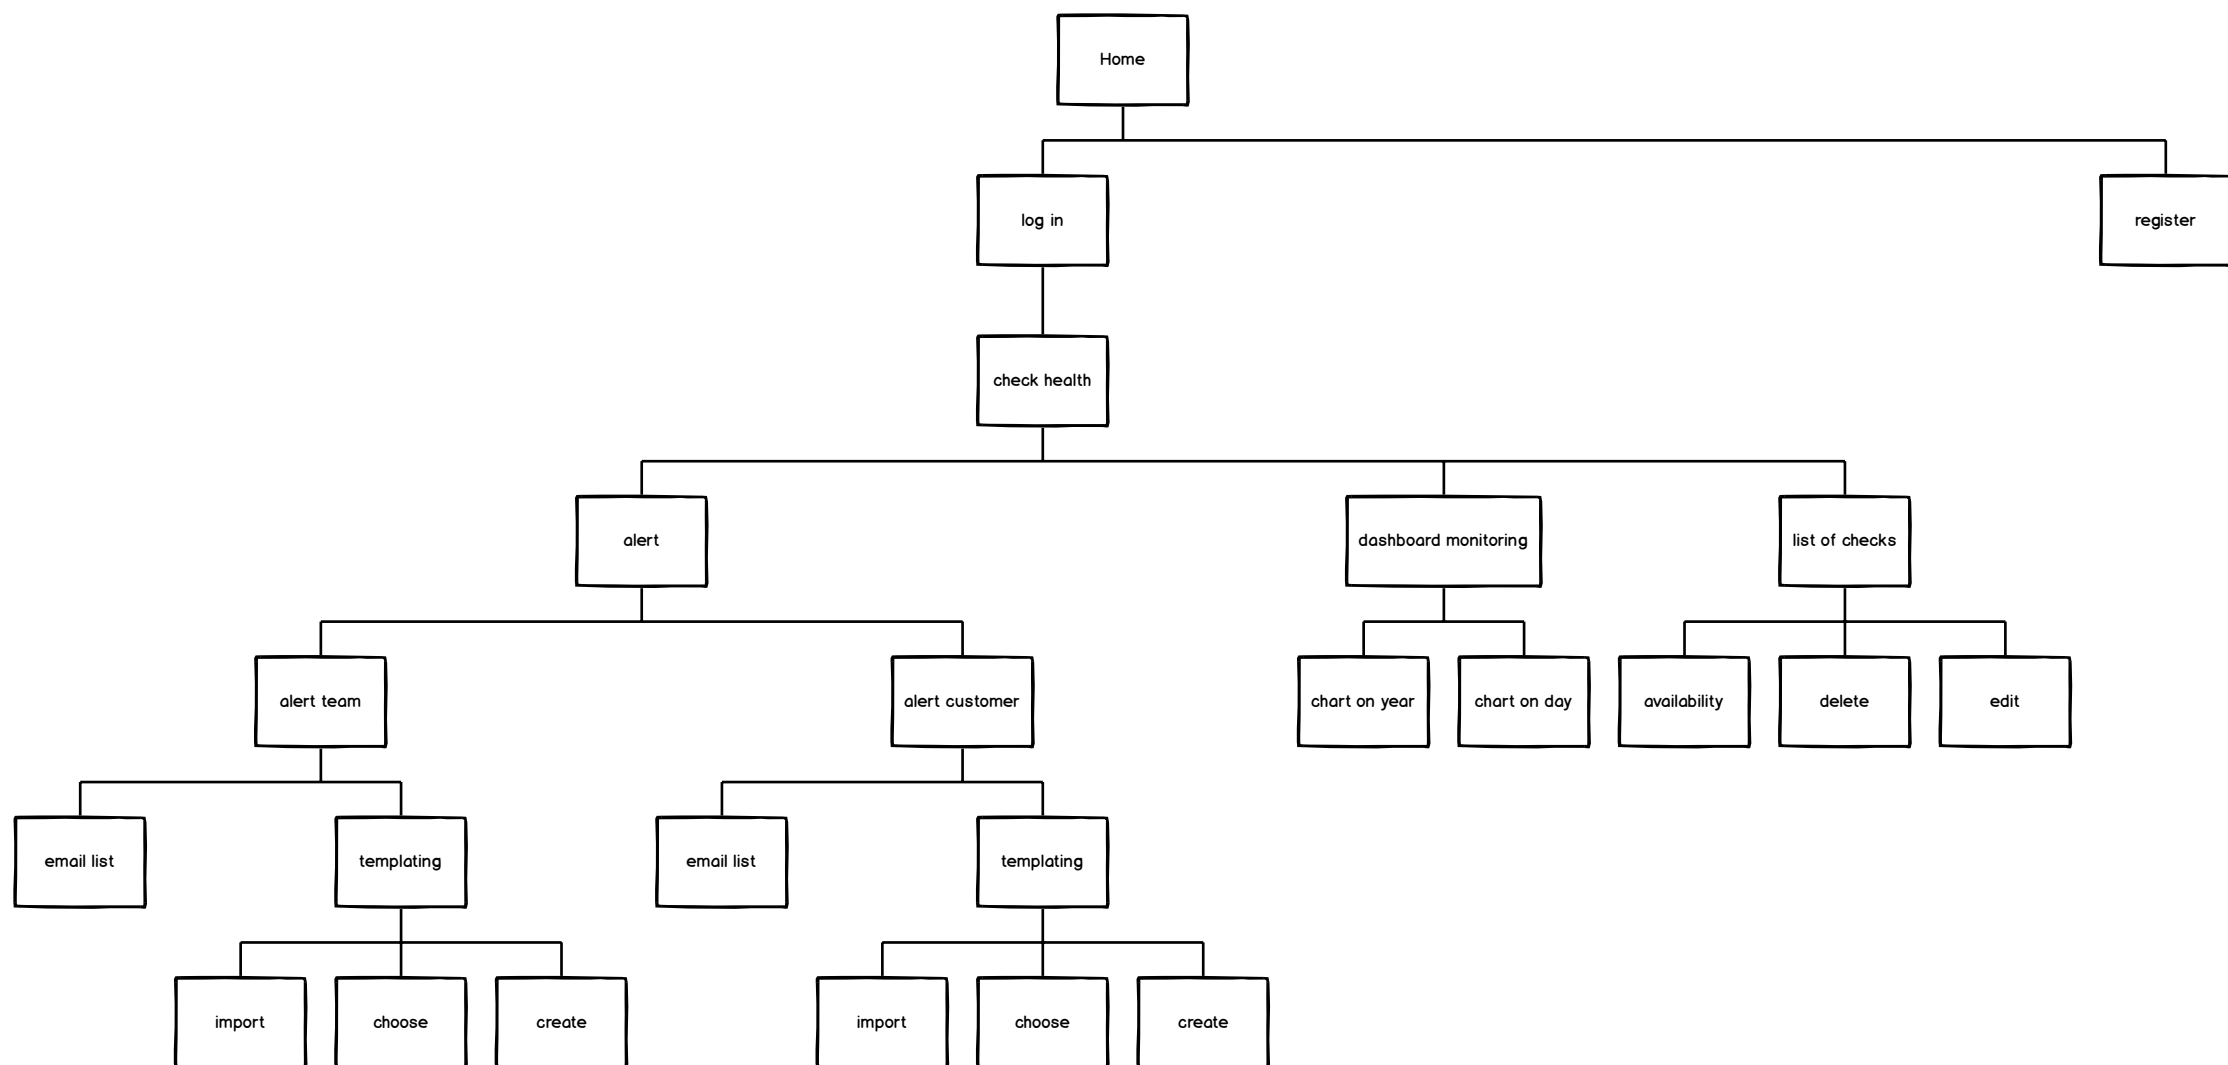 Home
log in
register
check health
alert
dashboard monitoring
list of checks
alert team
alert customer
chart on year
chart on day
availability
delete
edit
email list
templating
email list
templating
import
choose
create
import
choose
create